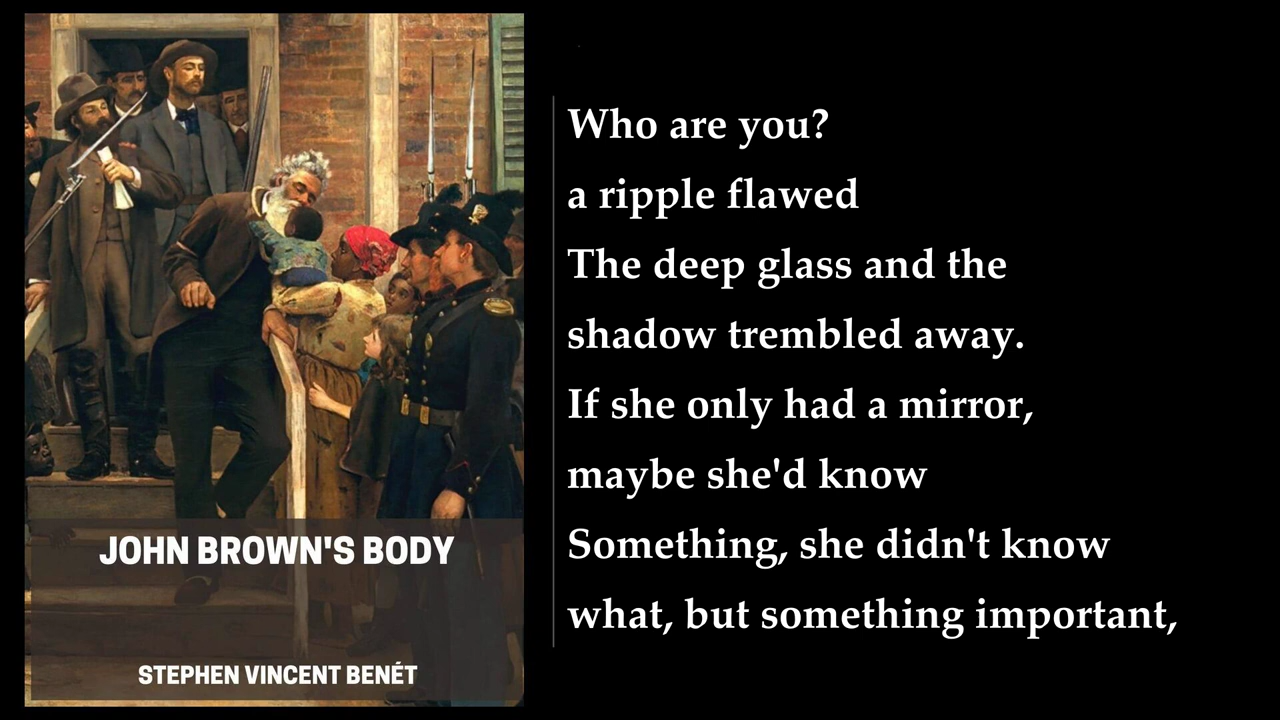 JOHN BROWN'S BODY
STEPHEN VINCENT BENÉT
Who are you?
a ripple flawed
The deep glass and the
shadow trembled away.
If she only had a mirror,
maybe she'd know
Something, she didn't know
what, but something important,